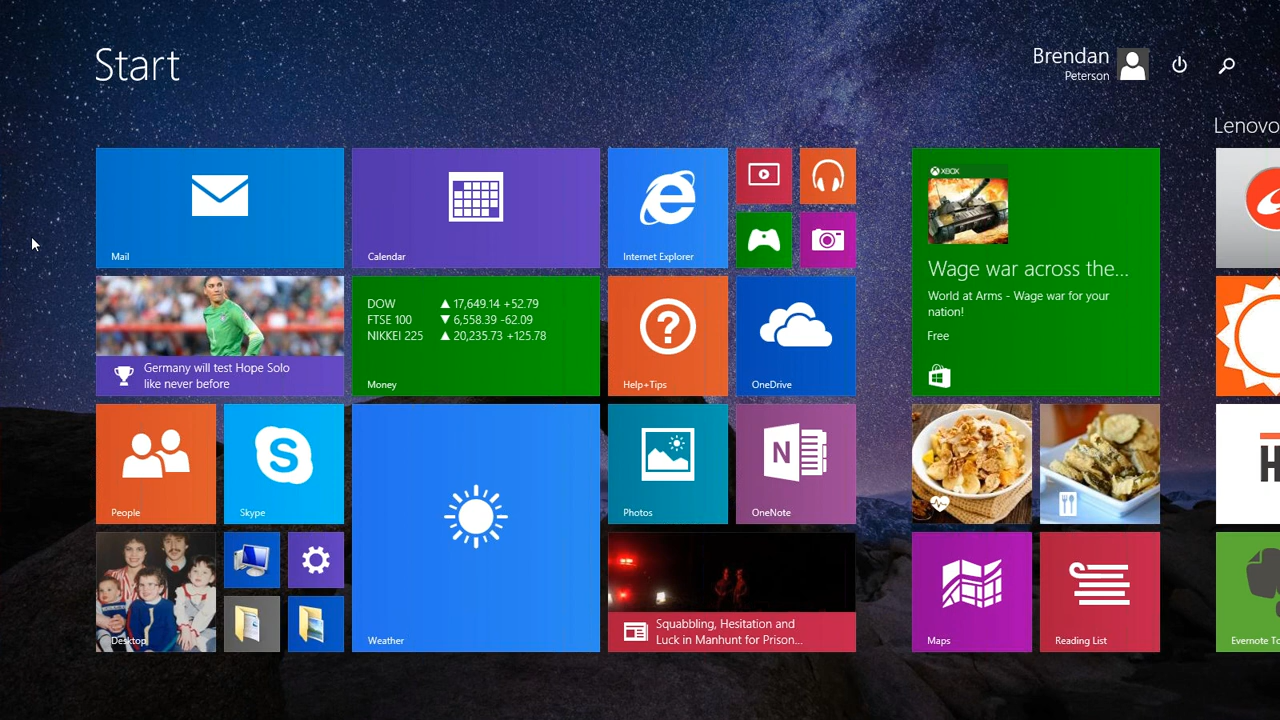 Start
Brendan
Peterson
Lenovo
Mail
Calendar
Internet Explorer
XBOX
Wage war across the...
World at Arms - Wage war for your
nation!
Free
Germany will test Hope Solo
like never before
DOW ▲ 17,649.14 +52.79
FTSE 100 ▼ 6,558.39 -62.09
NIKKEI 225 ▲ 20,235.73 +125.78
Money
Help+Tips
OneDrive
People
Skype
Weather
Photos
N
OneNote
Desktop
Squabbling, Hesitation and
Luck in Manhunt for Prison...
Maps
Reading List
Evernote To